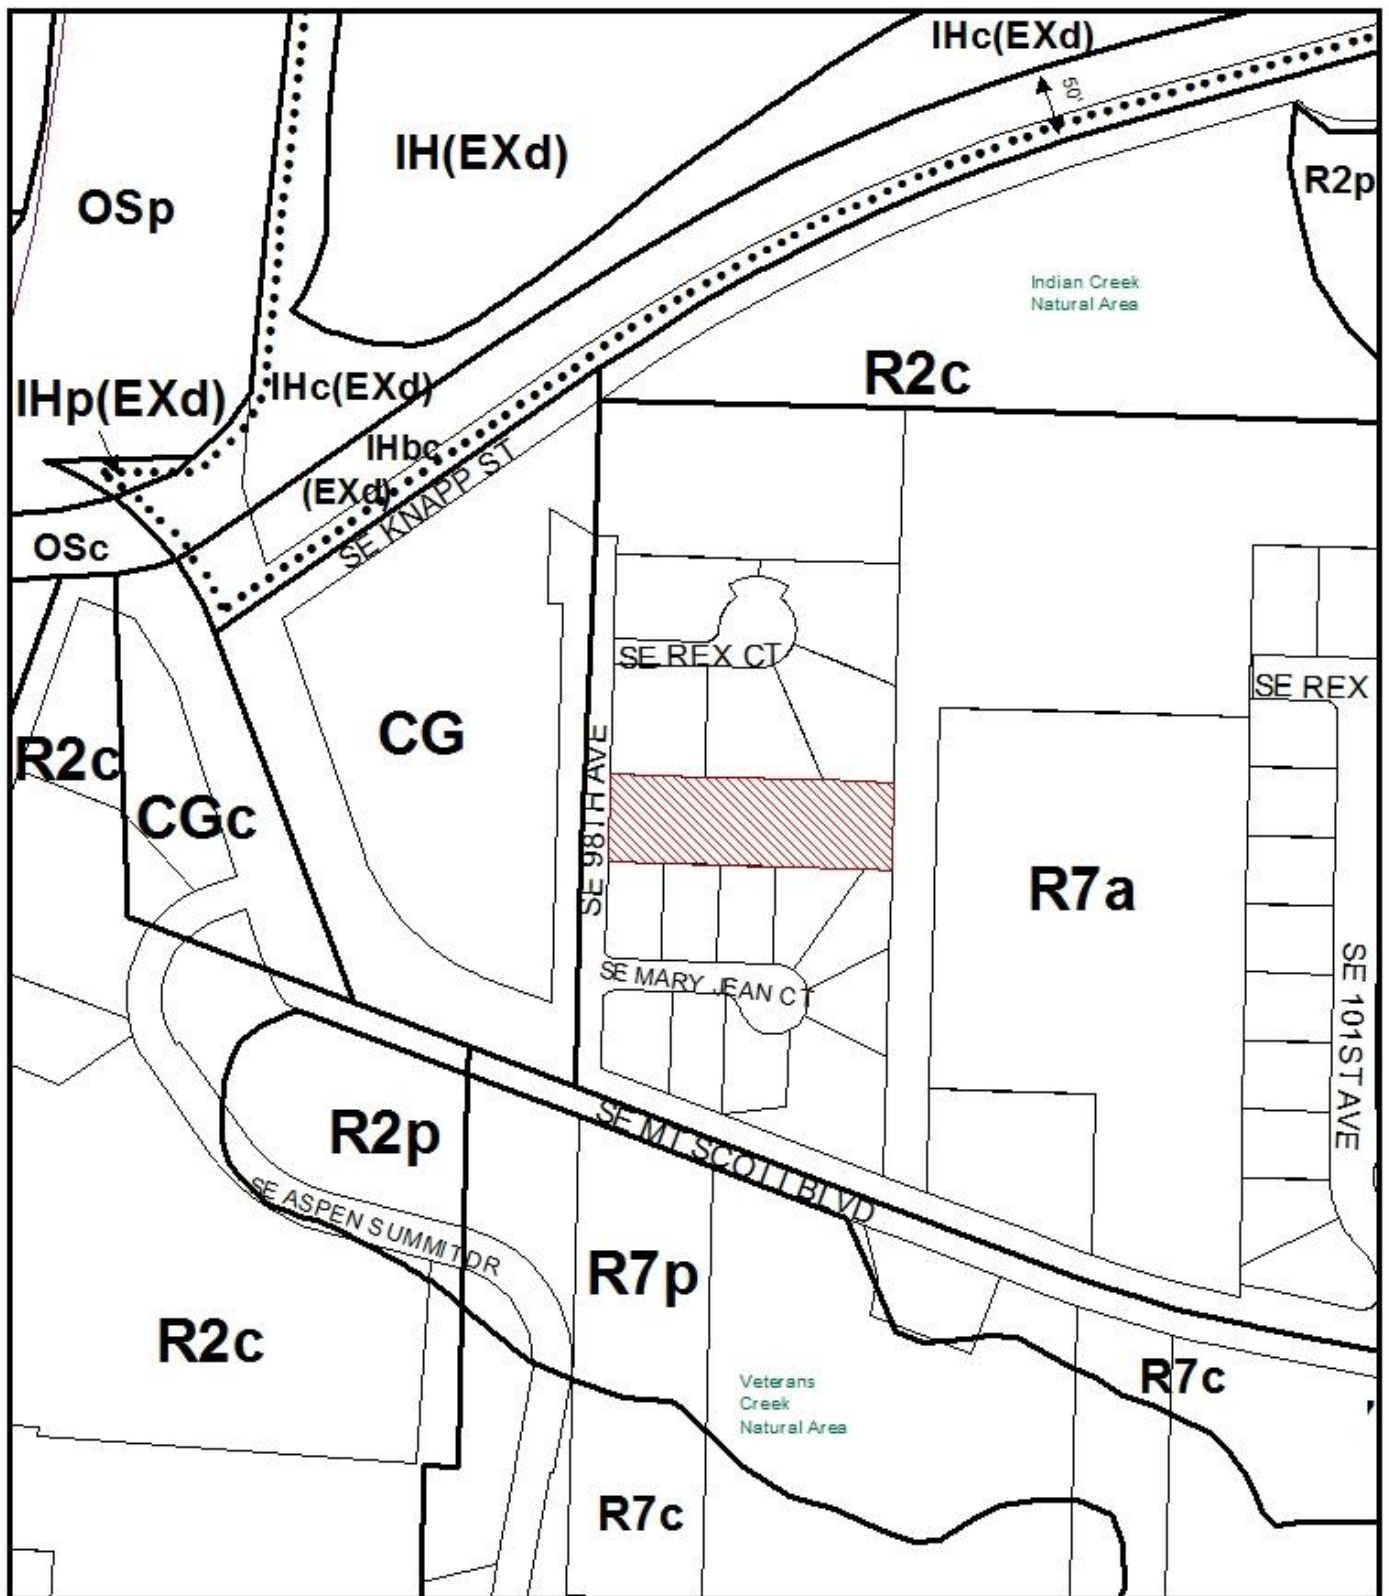 IHc(EXd)
50'
IH(EXd)
OSp
R2p
Indian Creek
Natural Area
R2c
IHp(EXd)
IHc(EXd)
IHbc
(EXd)
SE KNAPP ST
OSc
SE REX CT
SE REX
CG
R2c
CGc
SE 98TH AVE
R7a
SE MARY JEAN CT
SE 101ST AVE
R2p
SE MT SCOTT BLVD
SE ASPEN SUMMIT DR
R7p
R2c
R7c
Veterans
Creek
Natural Area
R7c